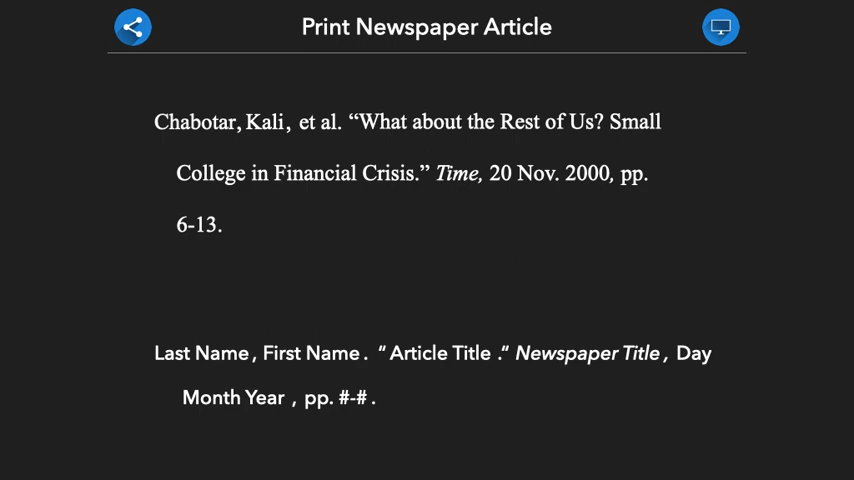 Print Newspaper Article
Chabotar, Kali, et al. “What about the Rest of Us? Small
College in Financial Crisis.” Time, 20 Nov. 2000, pp.
6-13.
Last Name, First Name. "Article Title." Newspaper Title, Day
Month Year, pp. #-#.